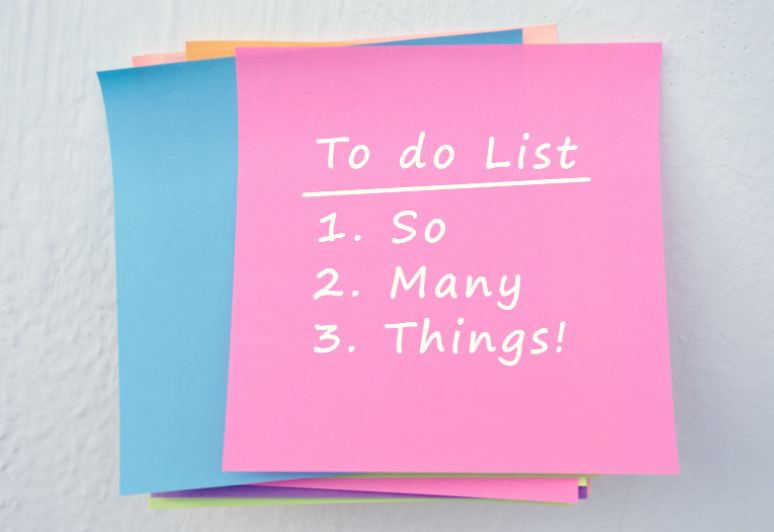 To do List
1. So
2. Many
3. Things!